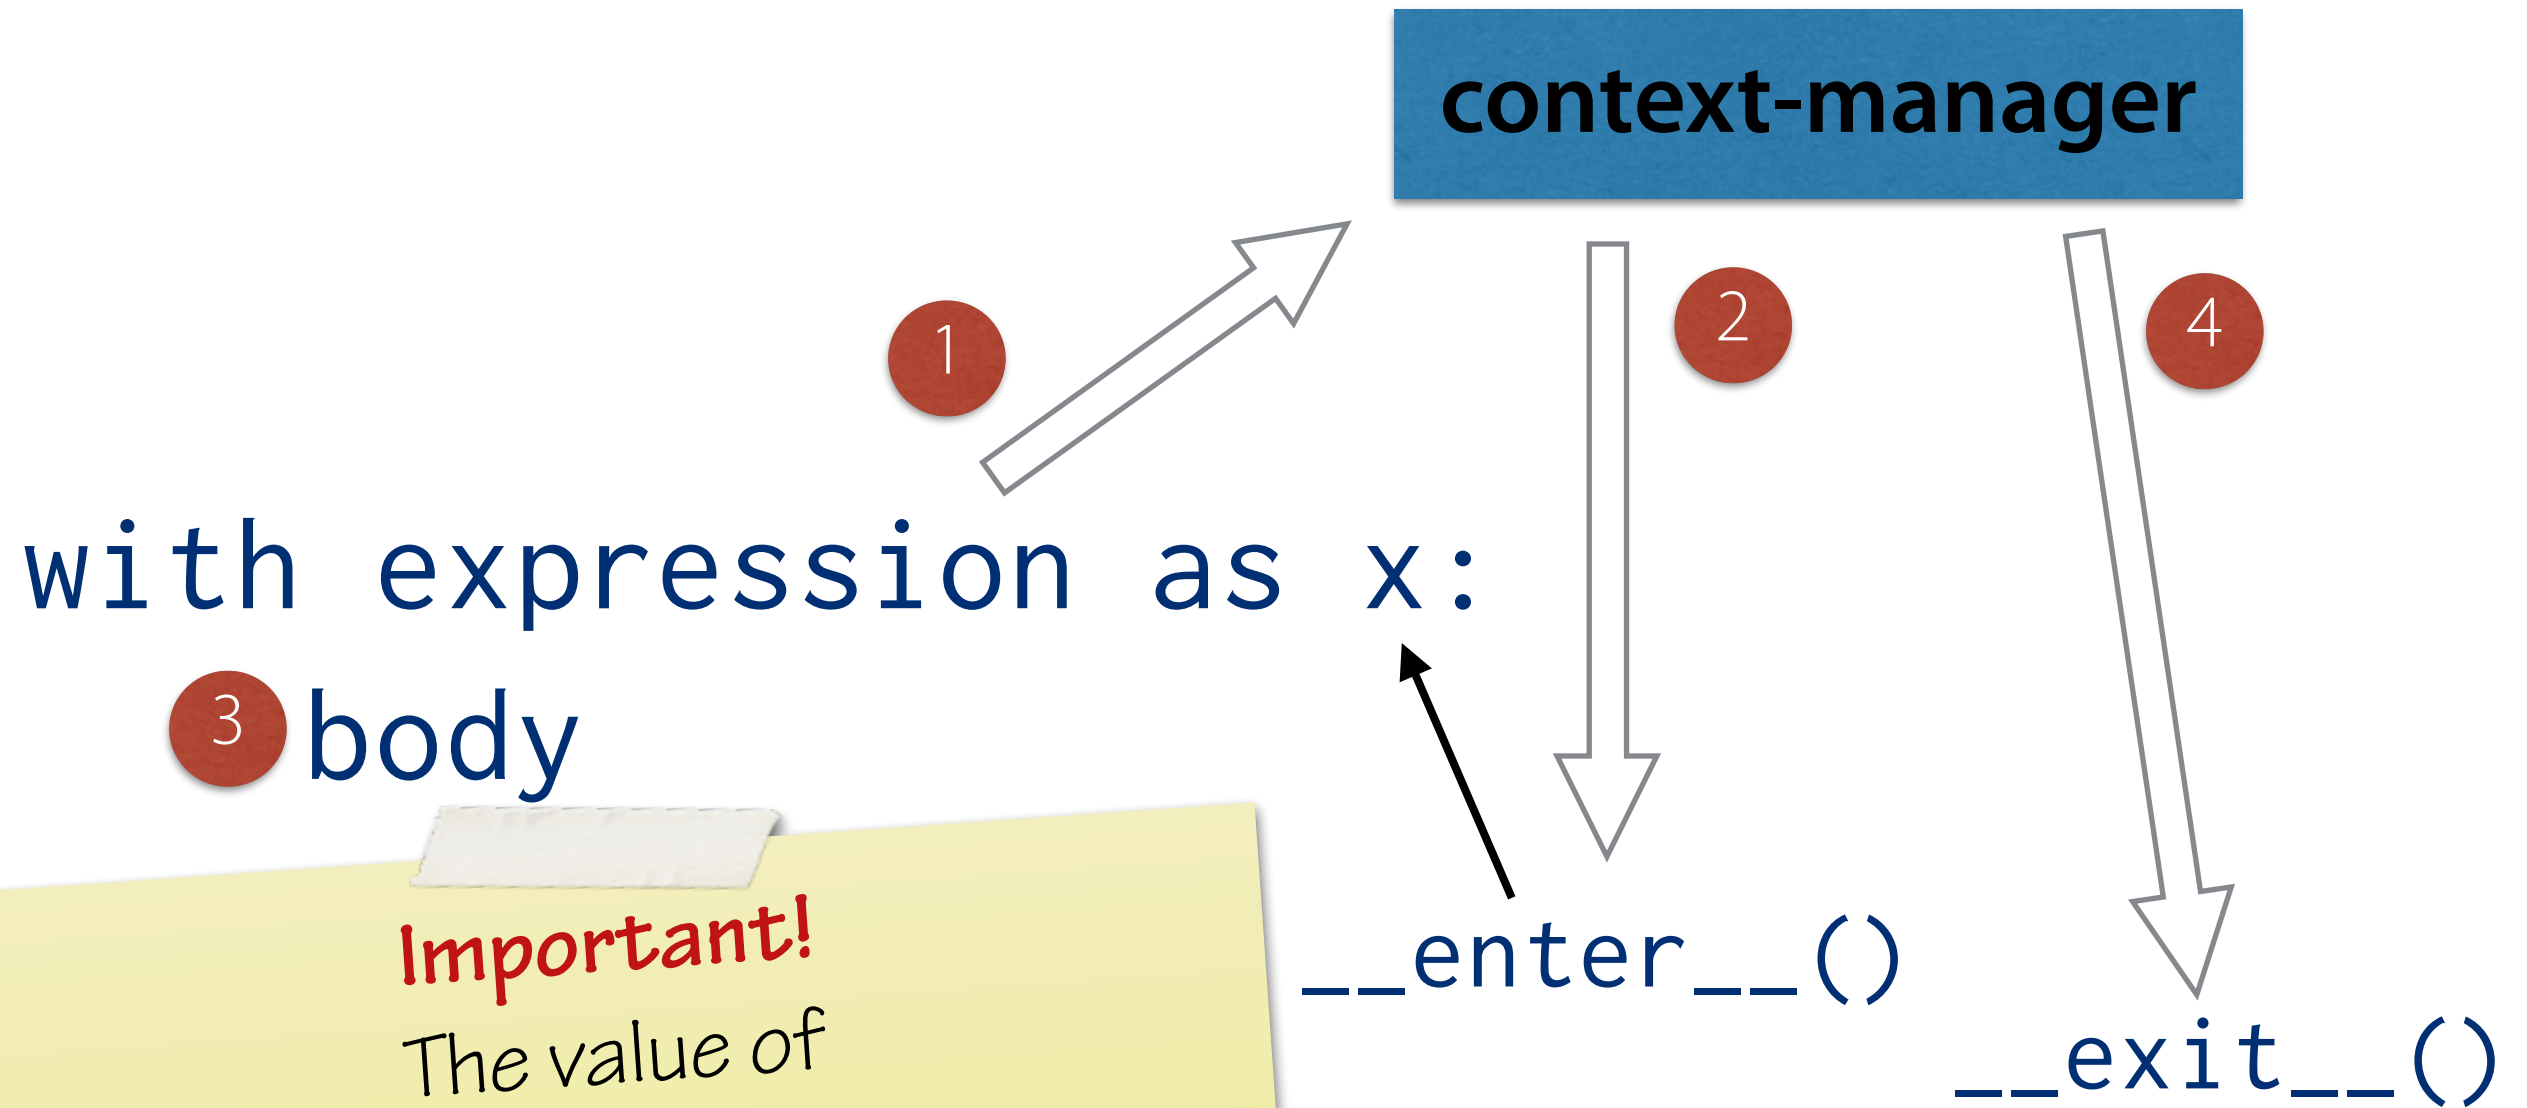 context-manager
1
2
4
with expression as x:
3 body
Important!
The value of
__enter__()
__exit__()